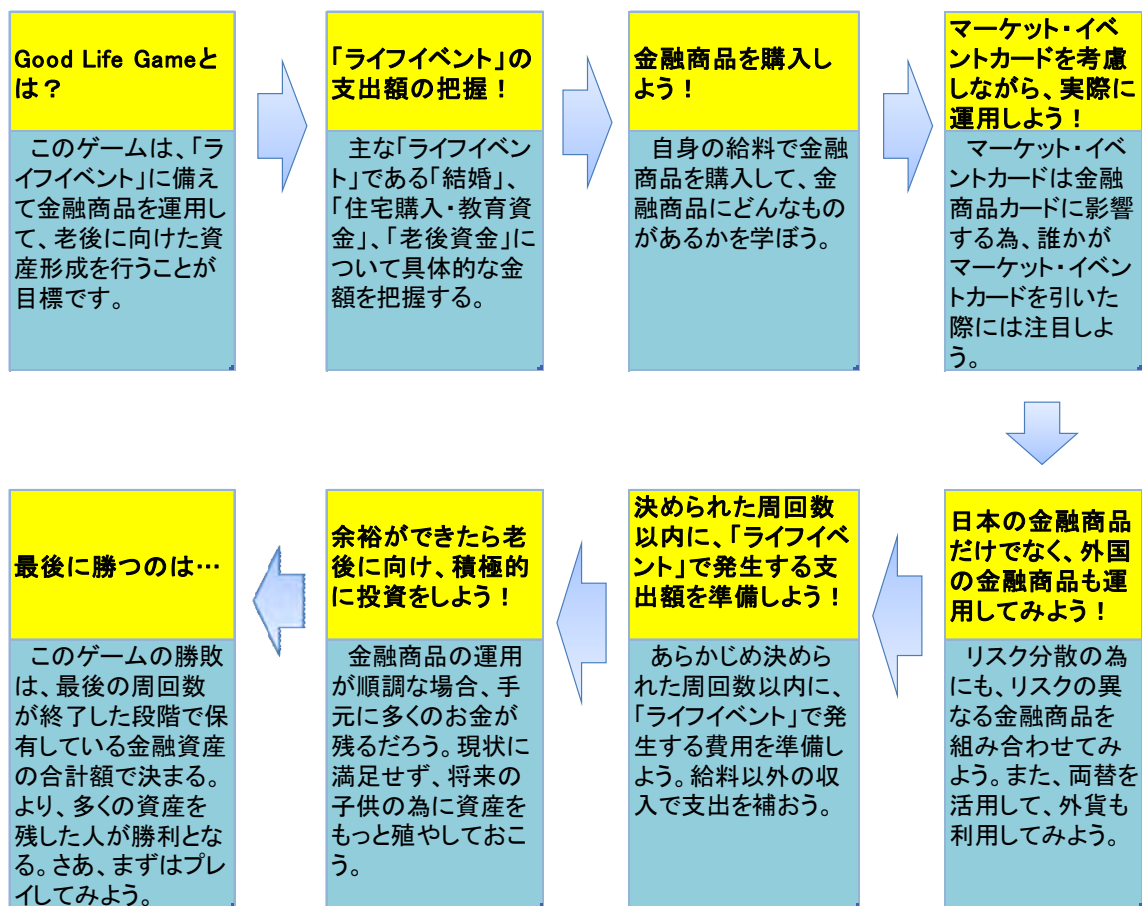 Good Life Gameと
は？
このゲームは、「ラ
イフイベント」に備え
て金融商品を運用し
て、老後に向けた資
産形成を行うことが
目標です。
「ライフイベント」の
支出額の把握！
主な「ライフイベン
ト」である「結婚」、
「住宅購入・教育資
金」、「老後資金」に
ついて具体的な金
額を把握する。
金融商品を購入し
よう！
自身の給料で金融
商品を購入して、金
融商品にどんなもの
があるかを学ぼう。
マーケット・イベ
ントカードを考慮
しながら、実際に
運用しよう！
マーケット・イベ
ントカードは金融
商品カードに影響
する為、誰かが
マーケット・イベン
トカードを引いた
際には注目しよ
う。
日本の金融商品
だけでなく、外国
の金融商品も運
用してみよう！
リスク分散の為
にも、リスクの異
なる金融商品を
組み合わせてみ
よう。また、両替を
活用して、外貨も
利用してみよう。
決められた周回数
以内に、「ライフイベ
ント」で発生する支
出額を準備しよう！
あらかじめ決めら
れた周回数以内に、
「ライフイベント」で発
生する費用を準備し
よう。給料以外の収
入で支出を補おう。
余裕ができたら老
後に向け、積極的
に投資をしよう！
金融商品の運用
が順調な場合、手
元に多くのお金が
残るだろう。現状に
満足せず、将来の
子供の為に資産を
もっと殖やしておこ
う。
最後に勝つのは…
このゲームの勝敗
は、最後の周回数
が終了した段階で保
有している金融資産
の合計額で決まる。
より、多くの資産を
残した人が勝利とな
る。さあ、まずはプレ
イしてみよう。